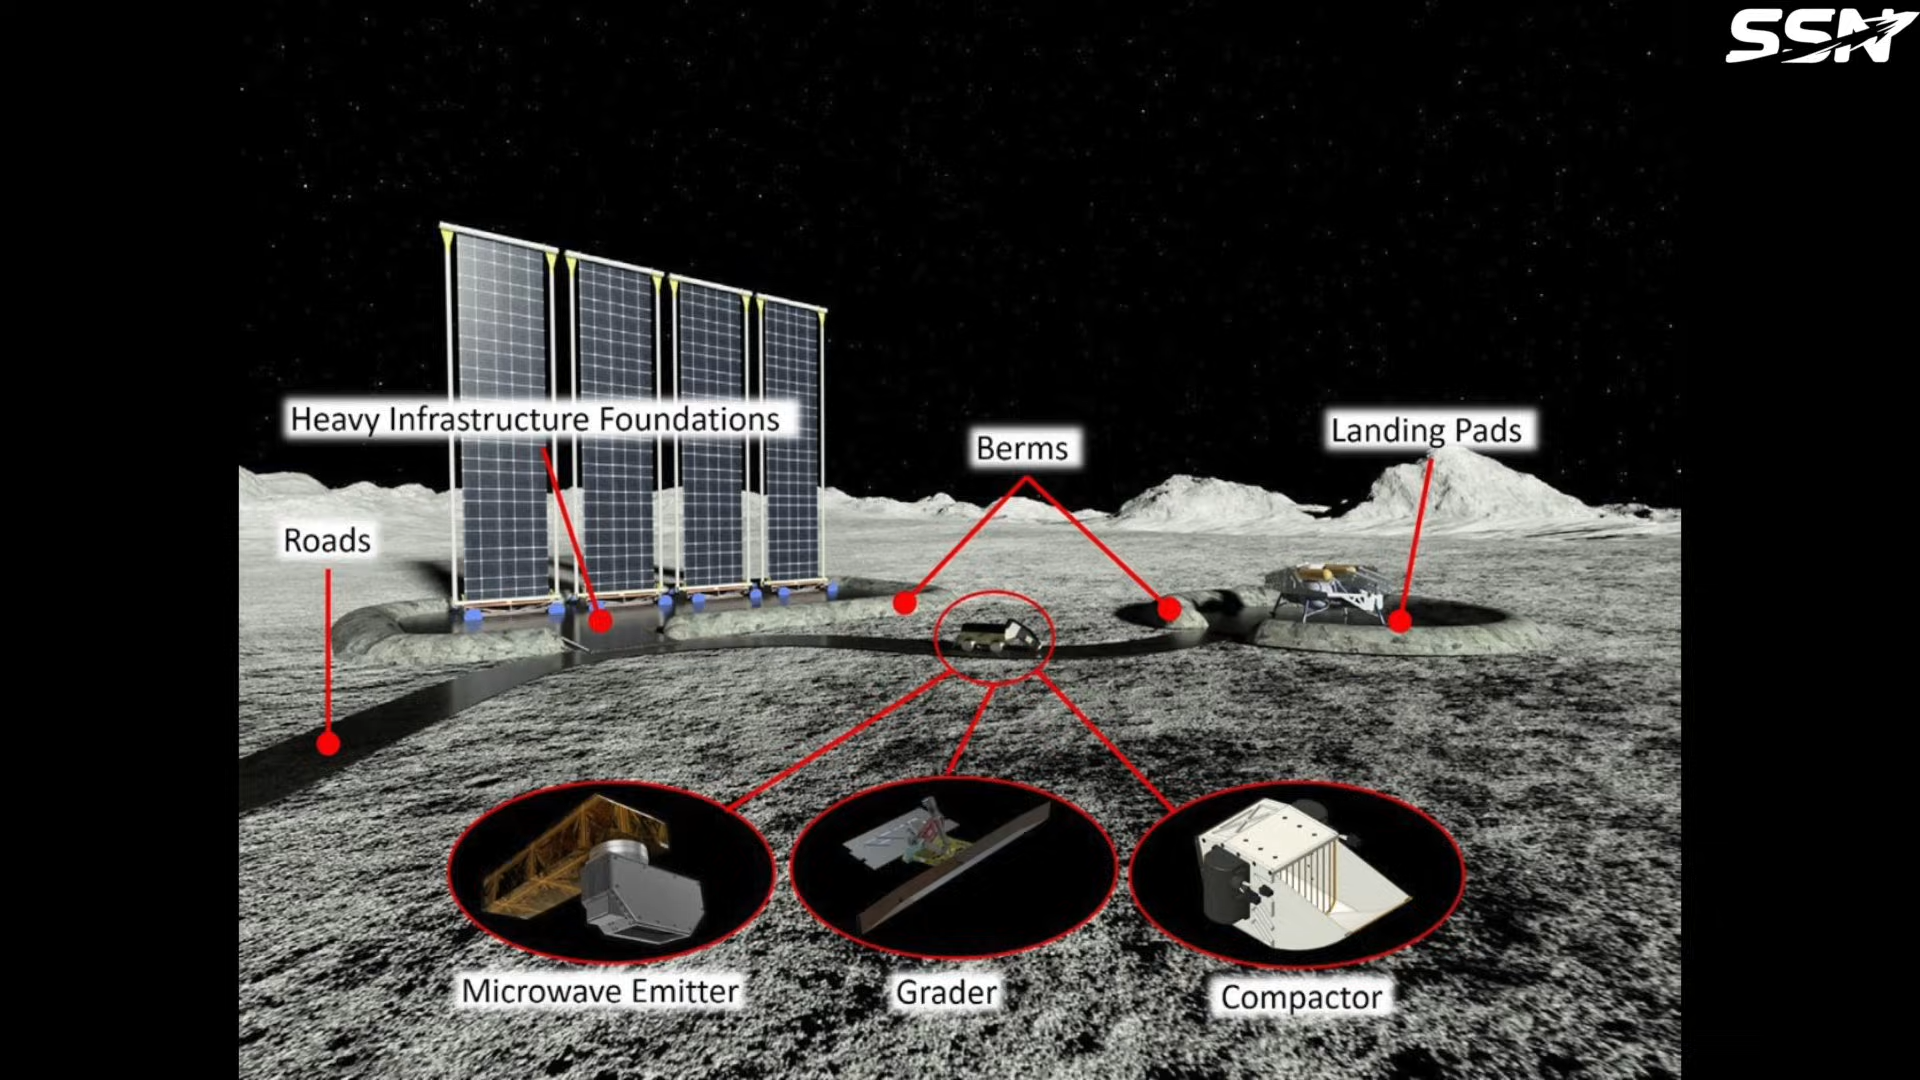 SSN
Heavy Infrastructure Foundations
Landing Pads
Berms
Roads
Microwave Emitter
Grader
Compactor